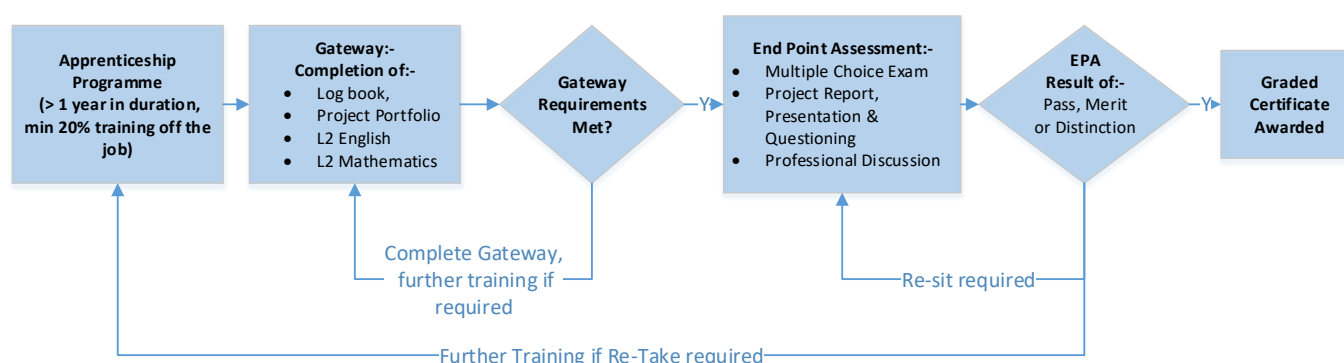 Apprenticeship
Programme
(> 1 year in duration,
min 20% training off the
job)
Gateway:-
Completion of:-
• Log book,
• Project Portfolio
• L2 English
• L2 Mathematics
Gateway
Requirements
Met?
Y
End Point Assessment:-
• Multiple Choice Exam
• Project Report,
Presentation &
Questioning
• Professional Discussion
EPA
Result of:-
Pass, Merit
or Distinction
Y
Graded
Certificate
Awarded
Complete Gateway,
further training if
required
Re-sit required
Further Training if Re-Take required